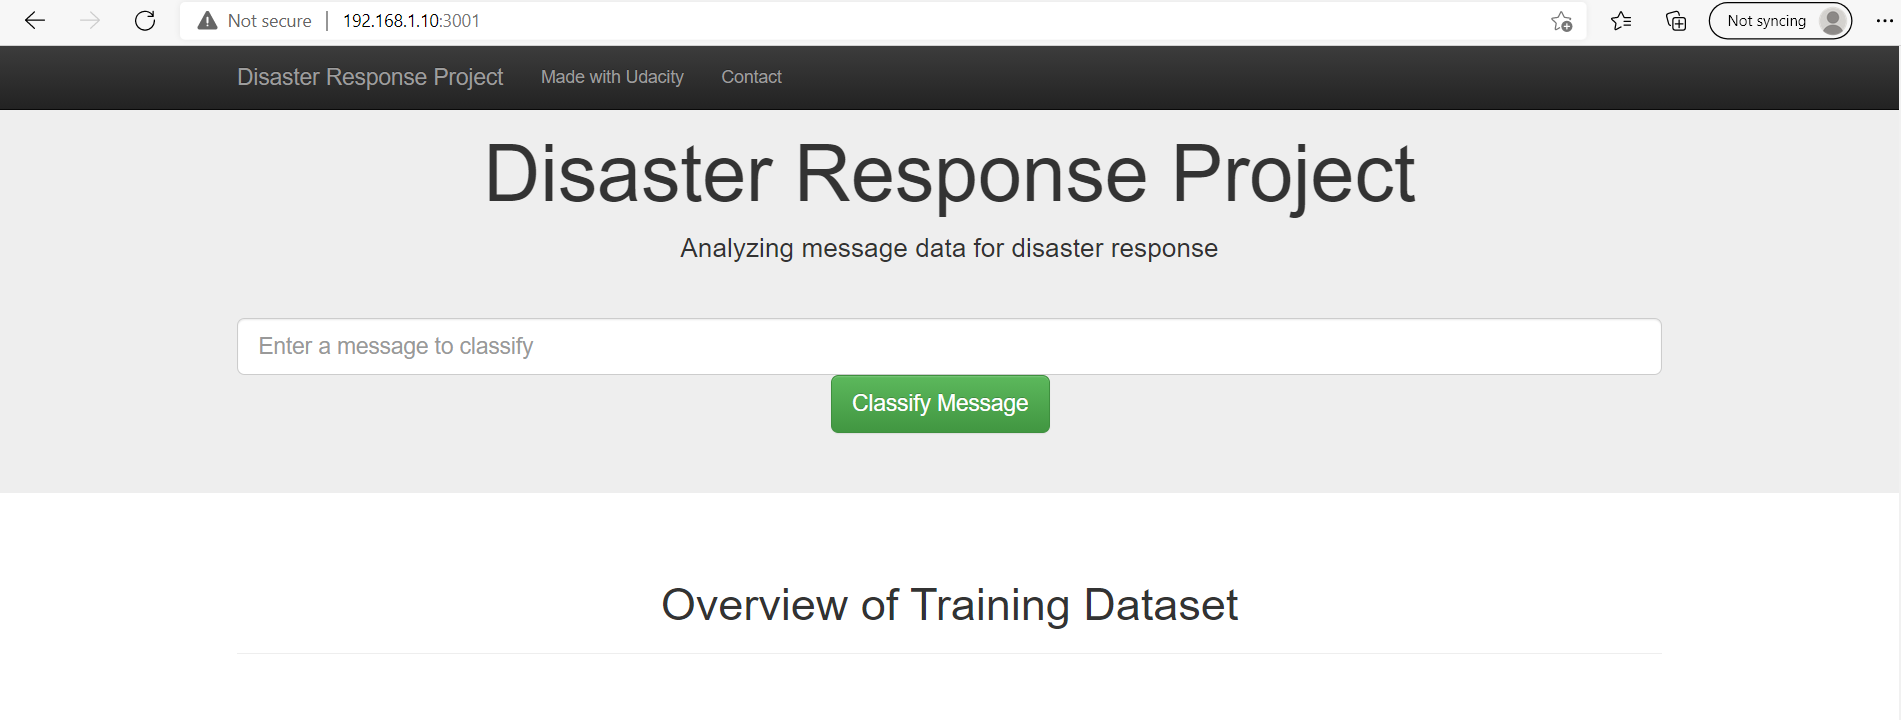 Not secure | 192.168.1.10:3001 Not syncing
Disaster Response Project Made with Udacity Contact
Disaster Response Project
Analyzing message data for disaster response
Enter a message to classify
Classify Message
Overview of Training Dataset